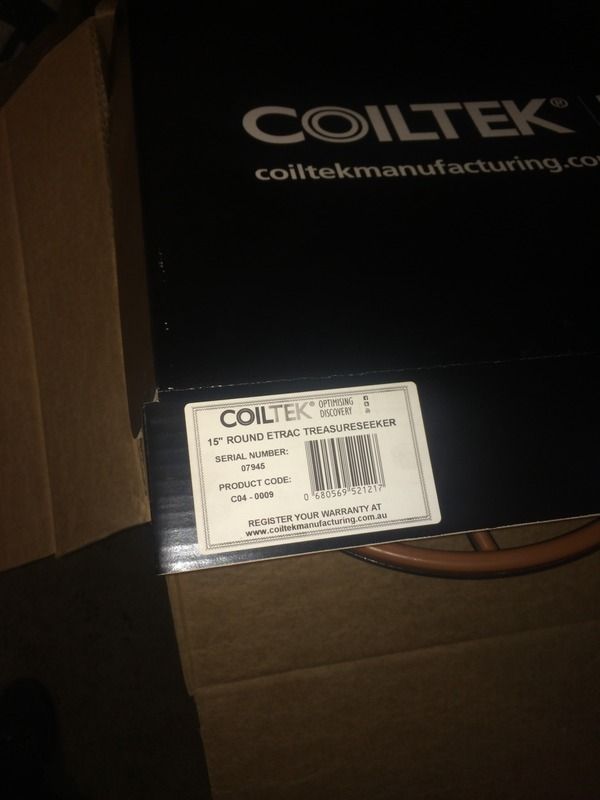 COILTEK®
coiltekmanufacturing.co
COILTEK® OPTIMISING DISCOVERY
15" ROUND ETRAC TREASURESEEKER
SERIAL NUMBER:
07945
PRODUCT CODE:
C04 - 0009
0 680569 521217
REGISTER YOUR WARRANTY AT
www.coiltekmanufacturing.com.au